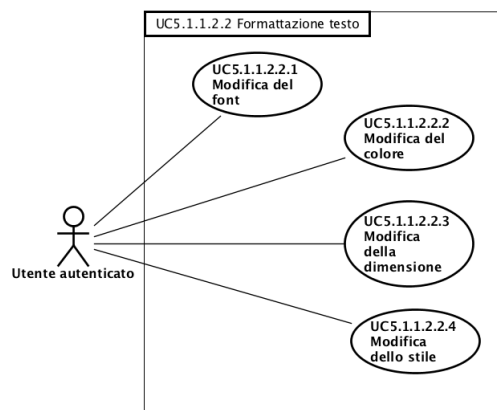 UC5.1.1.2.2 Formattazione testo
UC5.1.1.2.2.1
Modifica del
font
UC5.1.1.2.2.2
Modifica del
colore
UC5.1.1.2.2.3
Modifica
della
dimensione
Utente autenticato
UC5.1.1.2.2.4
Modifica
dello stile